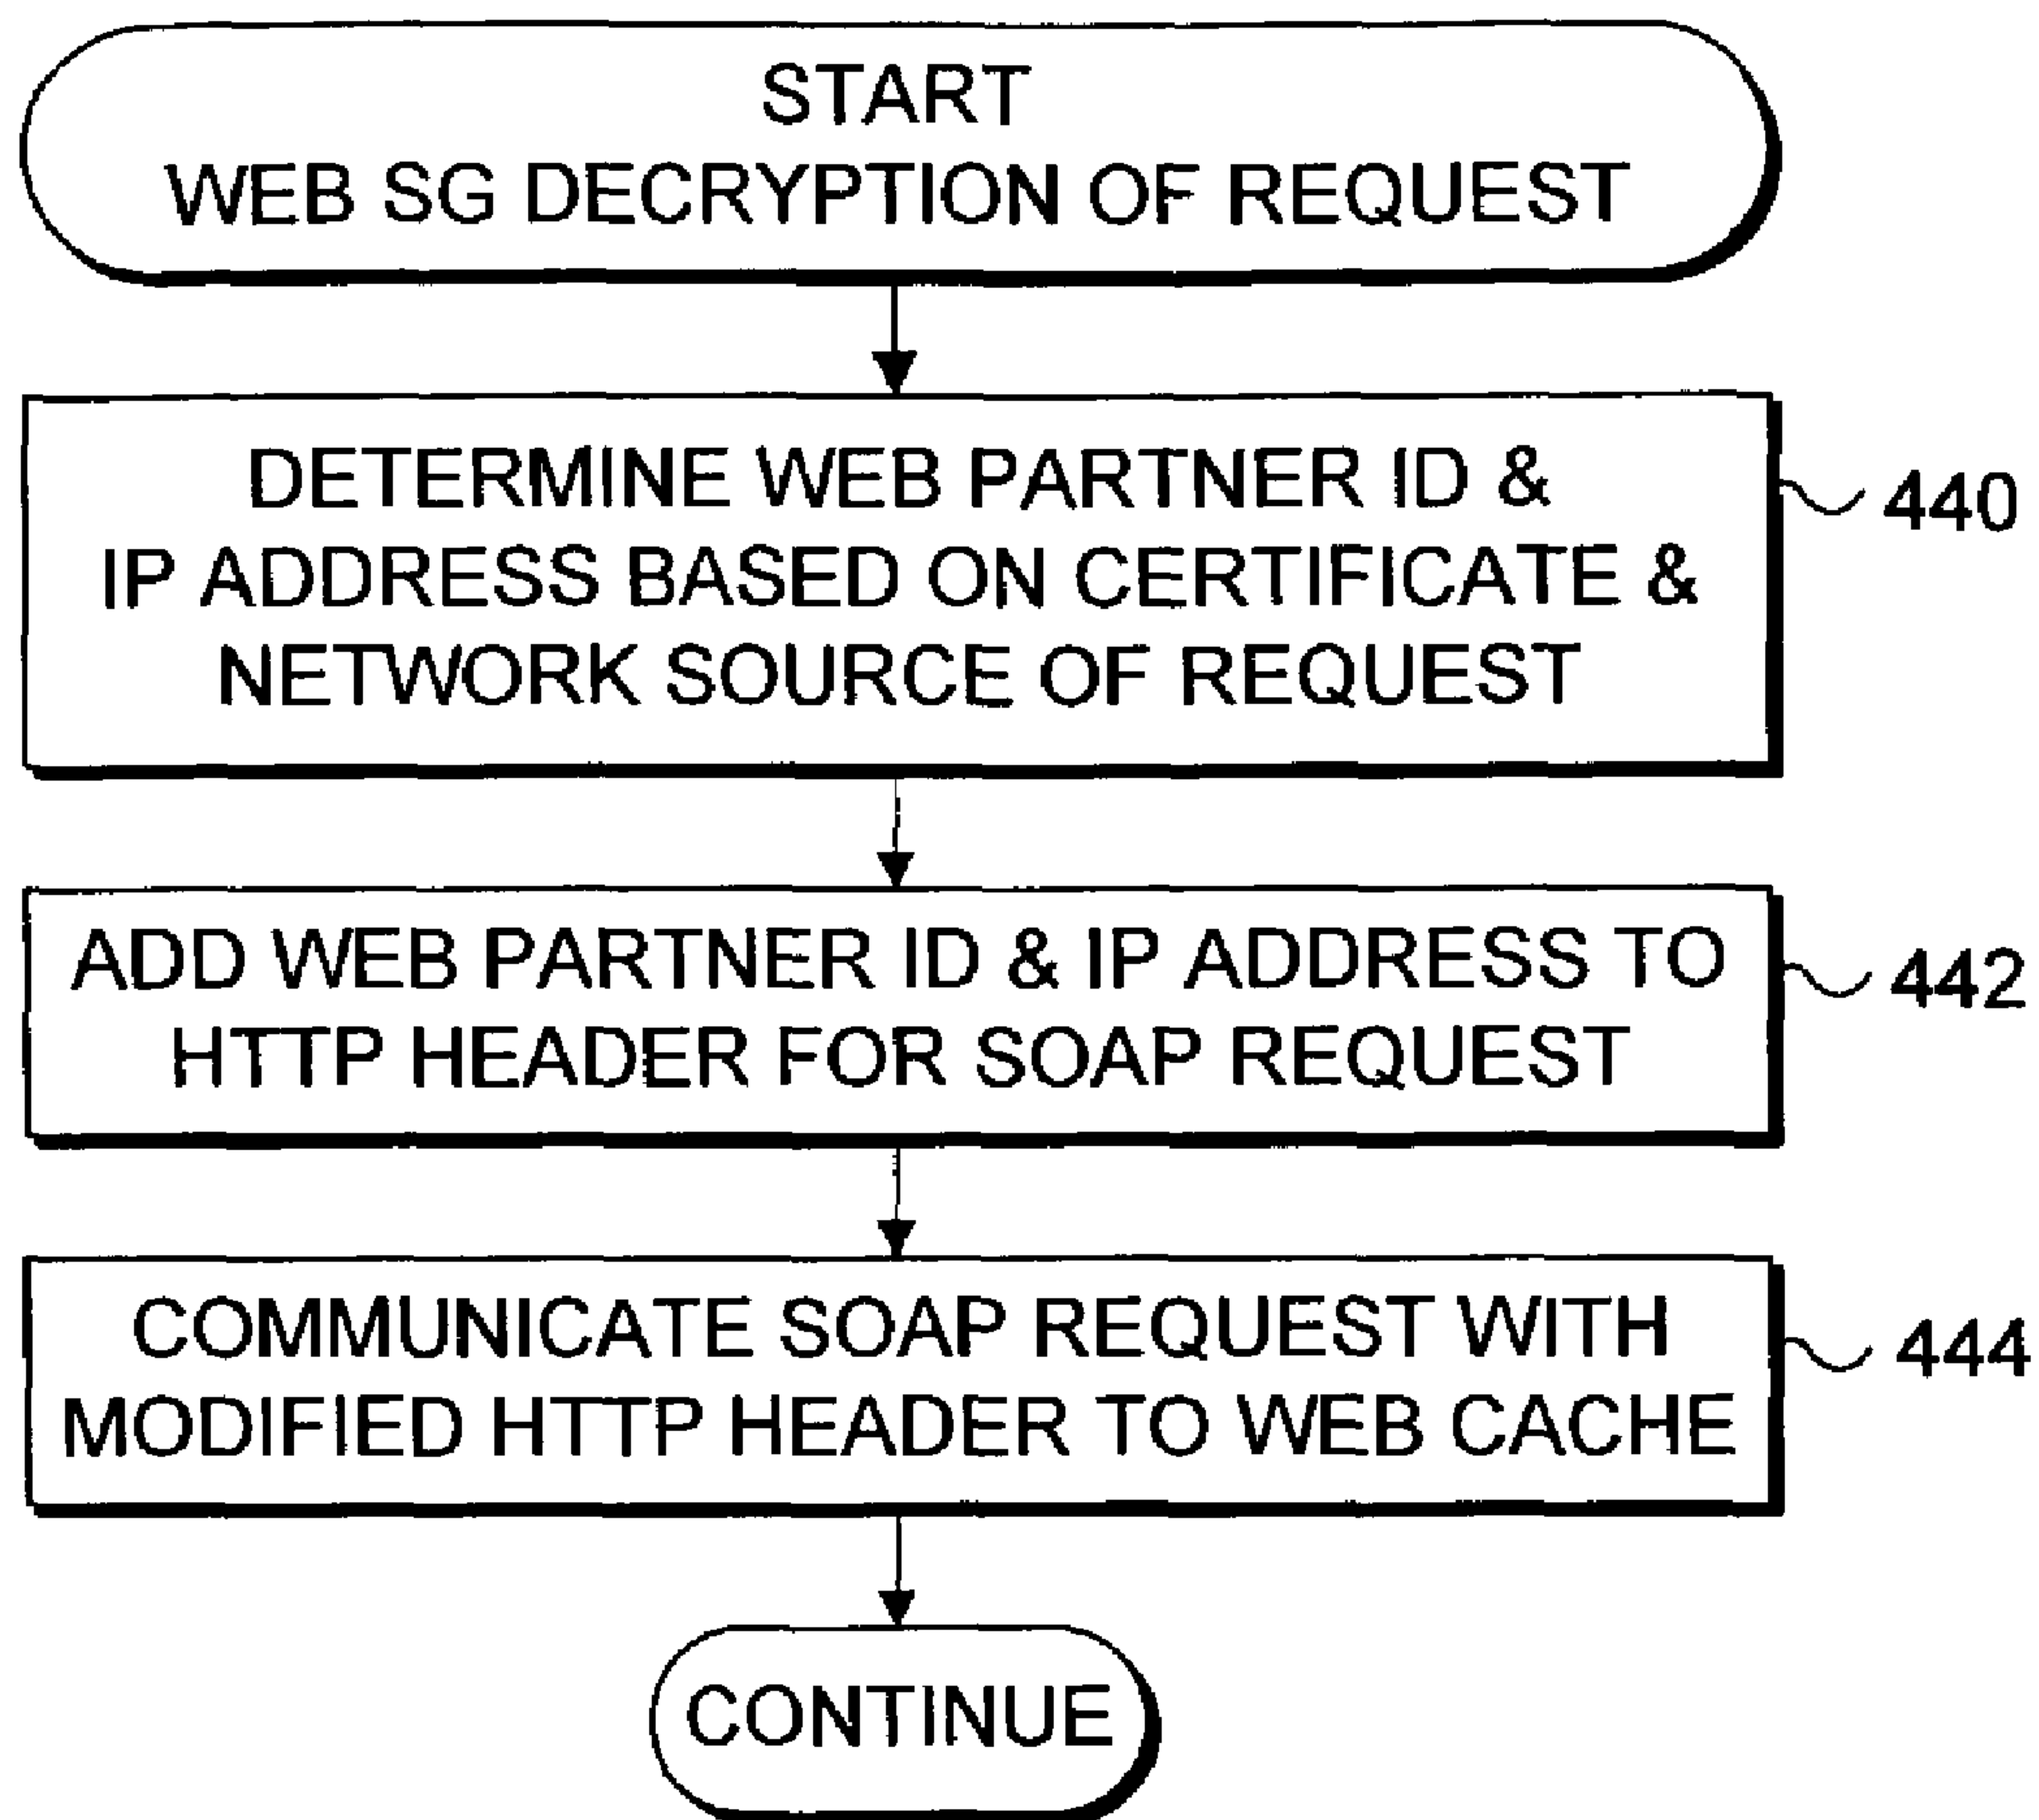 START
WEB SG DECRYPTION OF REQUEST
DETERMINE WEB PARTNER ID &
IP ADDRESS BASED ON CERTIFICATE &
NETWORK SOURCE OF REQUEST
440
ADD WEB PARTNER ID & IP ADDRESS TO
HTTP HEADER FOR SOAP REQUEST
442
COMMUNICATE SOAP REQUEST WITH
MODIFIED HTTP HEADER TO WEB CACHE
444
CONTINUE